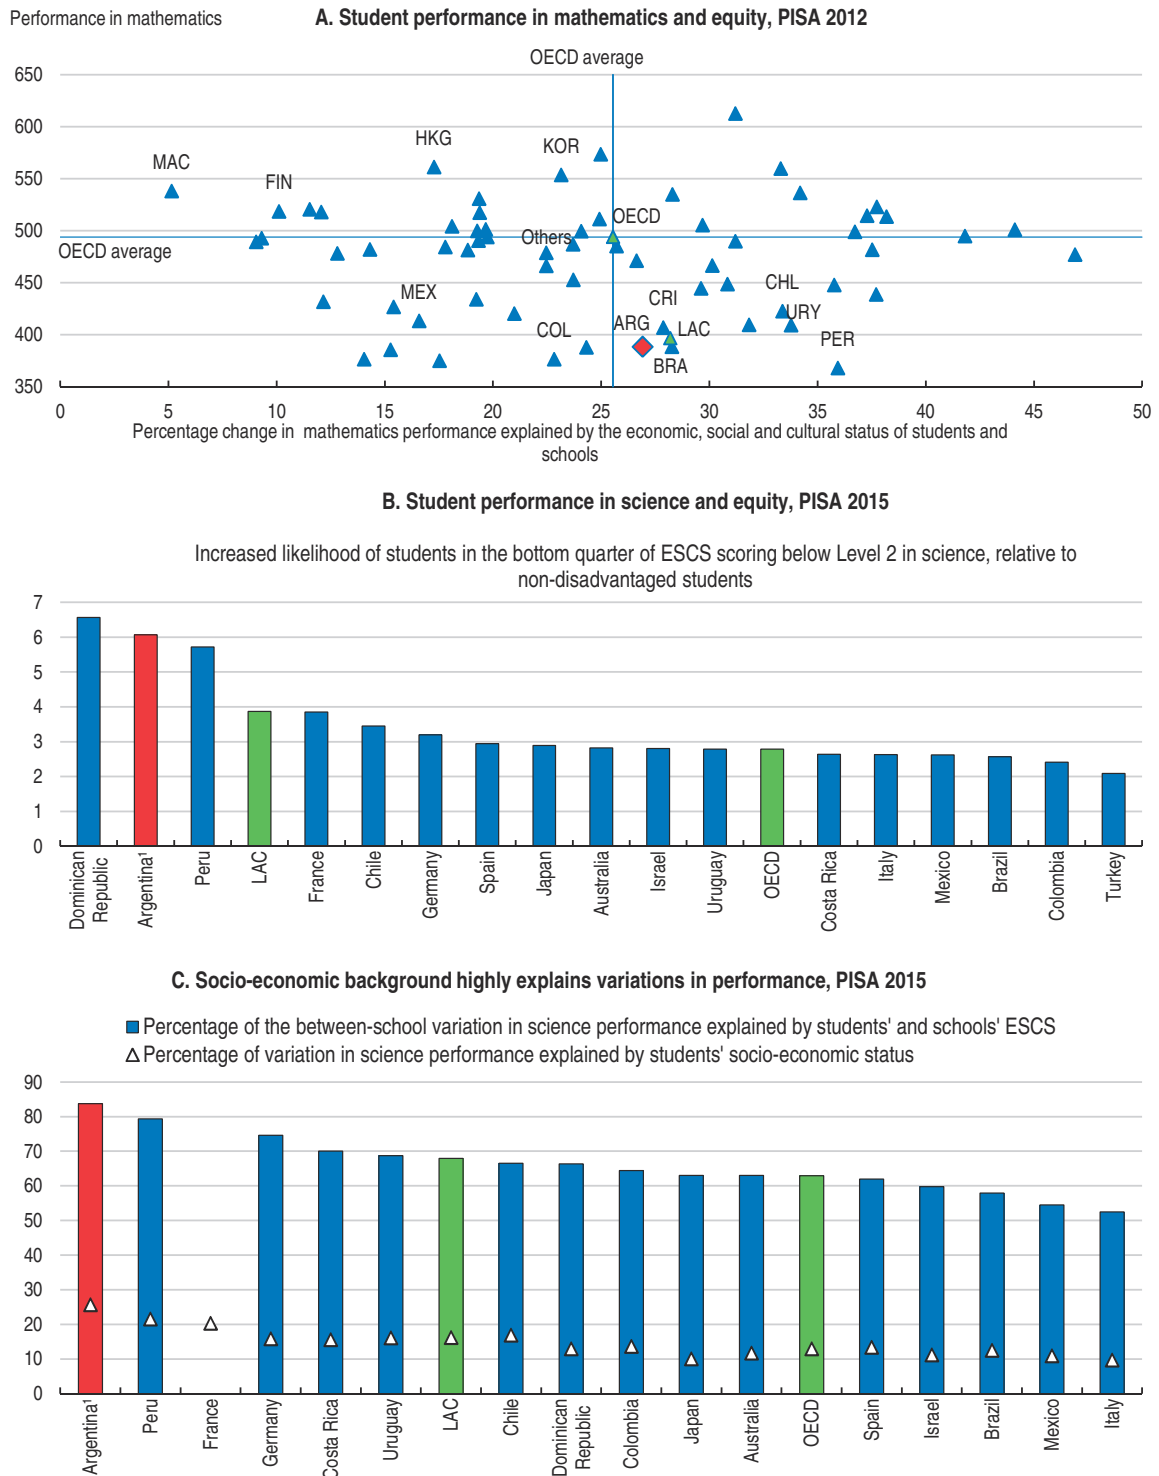 Performance in mathematics
A. Student performance in mathematics and equity, PISA 2012
OECD average
650
600
550
500
450
400
350
MAC
FIN
HKG
KOR
OECD
Others
OECD average
MEX
COL
CRI
ARG
LAC
BRA
CHL
URY
PER
0 5 10 15 20 25 30 35 40 45 50
Percentage change in mathematics performance explained by the economic, social and cultural status of students and
schools
B. Student performance in science and equity, PISA 2015
Increased likelihood of students in the bottom quarter of ESCS scoring below Level 2 in science, relative to
non-disadvantaged students
7
6
5
4
3
2
1
0
Dominican
Republic
Argentina¹
Peru
LAC
France
Chile
Germany
Spain
Japan
Australia
Israel
Uruguay
OECD
Costa Rica
Italy
Mexico
Brazil
Colombia
Turkey
C. Socio-economic background highly explains variations in performance, PISA 2015
Percentage of the between-school variation in science performance explained by students' and schools' ESCS
Percentage of variation in science performance explained by students' socio-economic status
90
80
70
60
50
40
30
20
10
0
Argentina¹
Peru
France
Germany
Costa Rica
Uruguay
LAC
Chile
Dominican
Republic
Colombia
Japan
Australia
OECD
Spain
Israel
Brazil
Mexico
Italy